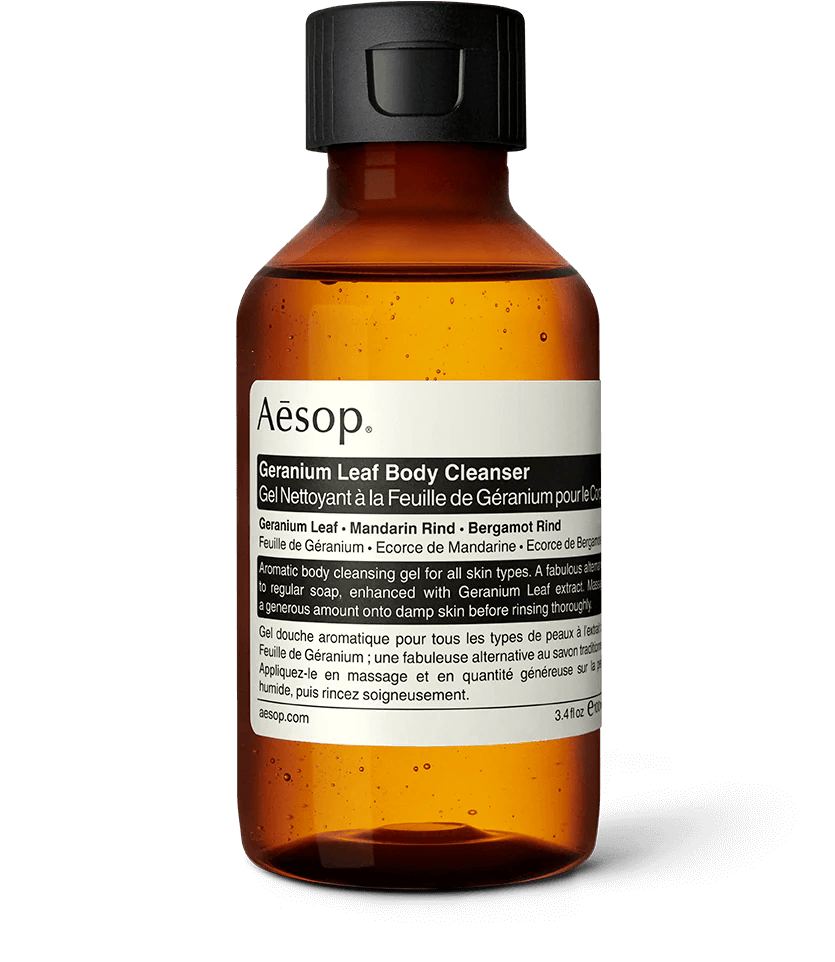 Aēsop®
Geranium Leaf Body Cleanser
Gel Nettoyant à la Feuille de Géranium pour le
Geranium Leaf • Mandarin Rind • Bergamot Rind
Feuille de Géranium • Ecorce de Mandarine • Ecorce de
Aromatic body cleansing gel for all skin types. A fabulous
to regular soap, enhanced with Geranium Leaf extract.
a generous amount onto damp skin before rinsing thoroughly.
Gel douche aromatique pour tous les types de peaux à
Feuille de Géranium ; une fabuleuse alternative au savon
Appliquez-le en massage et en quantité généreuse sur la
humide, puis rincez soigneusement.
aesop.com
3.4 fl oz ℮